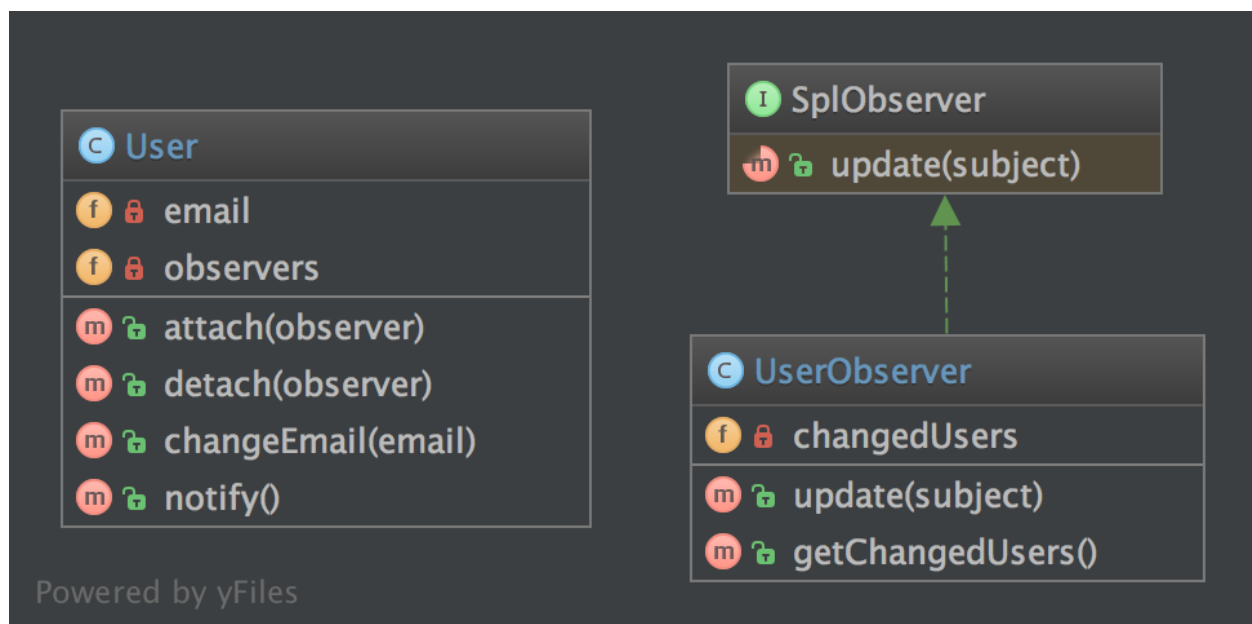 User
email
observers
attach(observer)
detach(observer)
changeEmail(email)
notify()
SplObserver
update(subject)
UserObserver
changedUsers
update(subject)
getChangedUsers()
Powered by yFiles